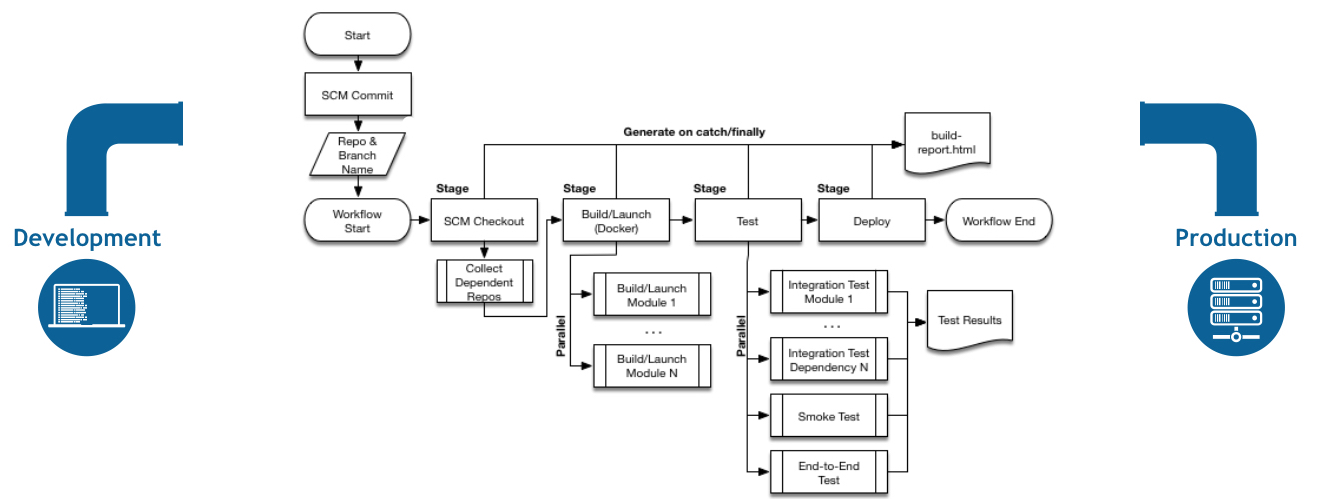 Start
SCM Commit
Repo &
Branch
Name
Generate on catch/finally
build-
report.html
Stage
Stage
Stage
Stage
Workflow
Start
SCM Checkout
Build/Launch
(Docker)
Test
Deploy
Workflow End
Development
Production
Collect
Dependent
Repos
Parallel
Build/Launch
Module 1
...
Build/Launch
Module N
Parallel
Integration Test
Module 1
...
Integration Test
Dependency N
Smoke Test
End-to-End
Test
Test Results